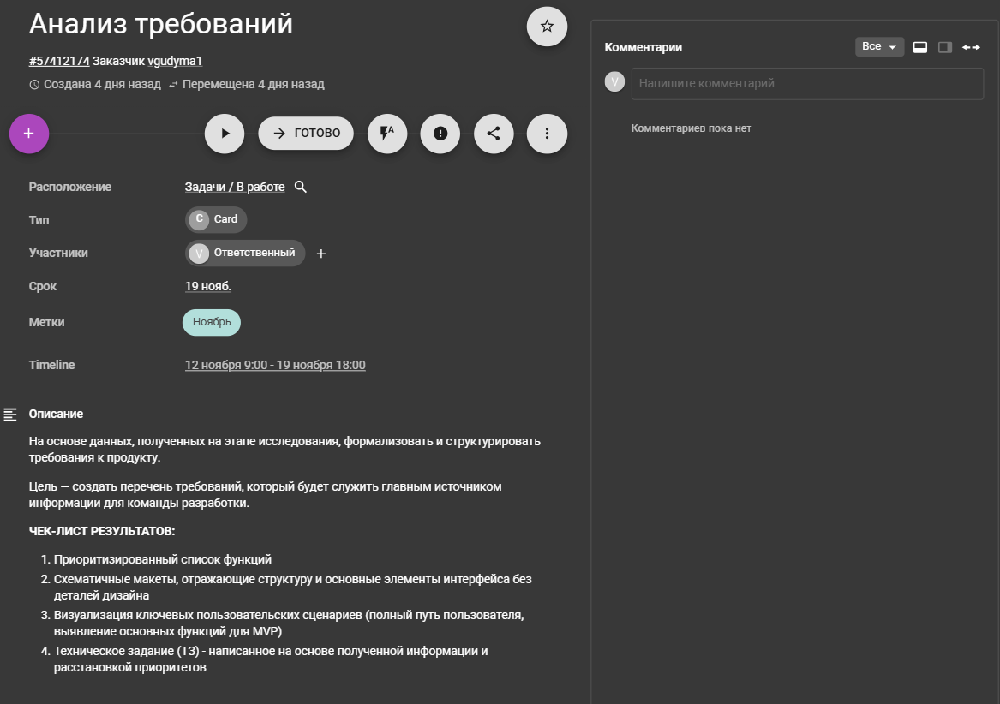 Анализ требований
#57412174 Заказчик vgudyma1
Создана 4 дня назад Перемещена 4 дня назад
ГОТОВО
A
Расположение Задачи / В работе
Тип C Card
Участники V Ответственный
Срок 19 нояб.
Метки Ноябрь
Timeline 12 ноября 9:00 - 19 ноября 18:00
Описание
На основе данных, полученных на этапе исследования, формализовать и структурировать
требования к продукту.
Цель — создать перечень требований, который будет служить главным источником
информации для команды разработки.
ЧЕК-ЛИСТ РЕЗУЛЬТАТОВ:
1. Приоритизированный список функций
2. Схематичные макеты, отражающие структуру и основные элементы интерфейса без
деталей дизайна
3. Визуализация ключевых пользовательских сценариев (полный путь пользователя,
выявление основных функций для MVP)
4. Техническое задание (ТЗ) - написанное на основе полученной информации и
расстановкой приоритетов
Комментарии Все
V Напишите комментарий
Комментариев пока нет